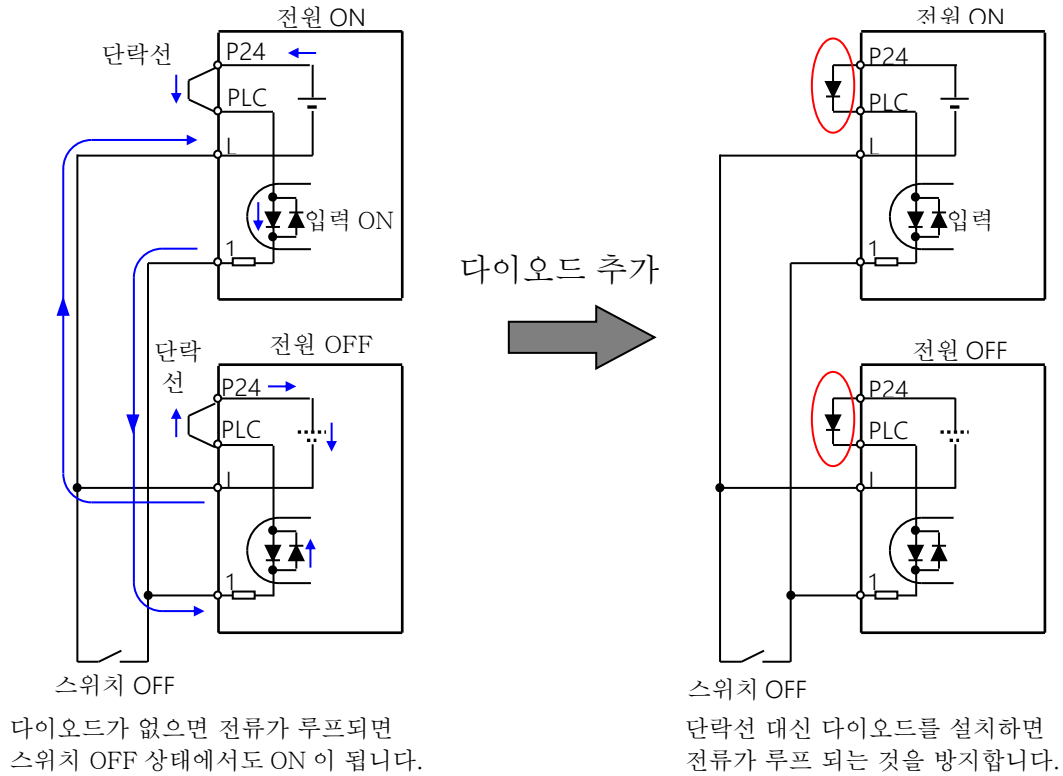 전원 ON
단락선
P24
PLC
L
입력 ON
1
전원 OFF
단락
선
P24
PLC
L
1
스위치 OFF
다이오드가 없으면 전류가 루프되면
스위치 OFF 상태에서도 ON 이 됩니다.
다이오드 추가
전원 ON
P24
PLC
L
입력
1
전원 OFF
P24
PLC
L
1
스위치 OFF
단락선 대신 다이오드를 설치하면
전류가 루프 되는 것을 방지합니다.